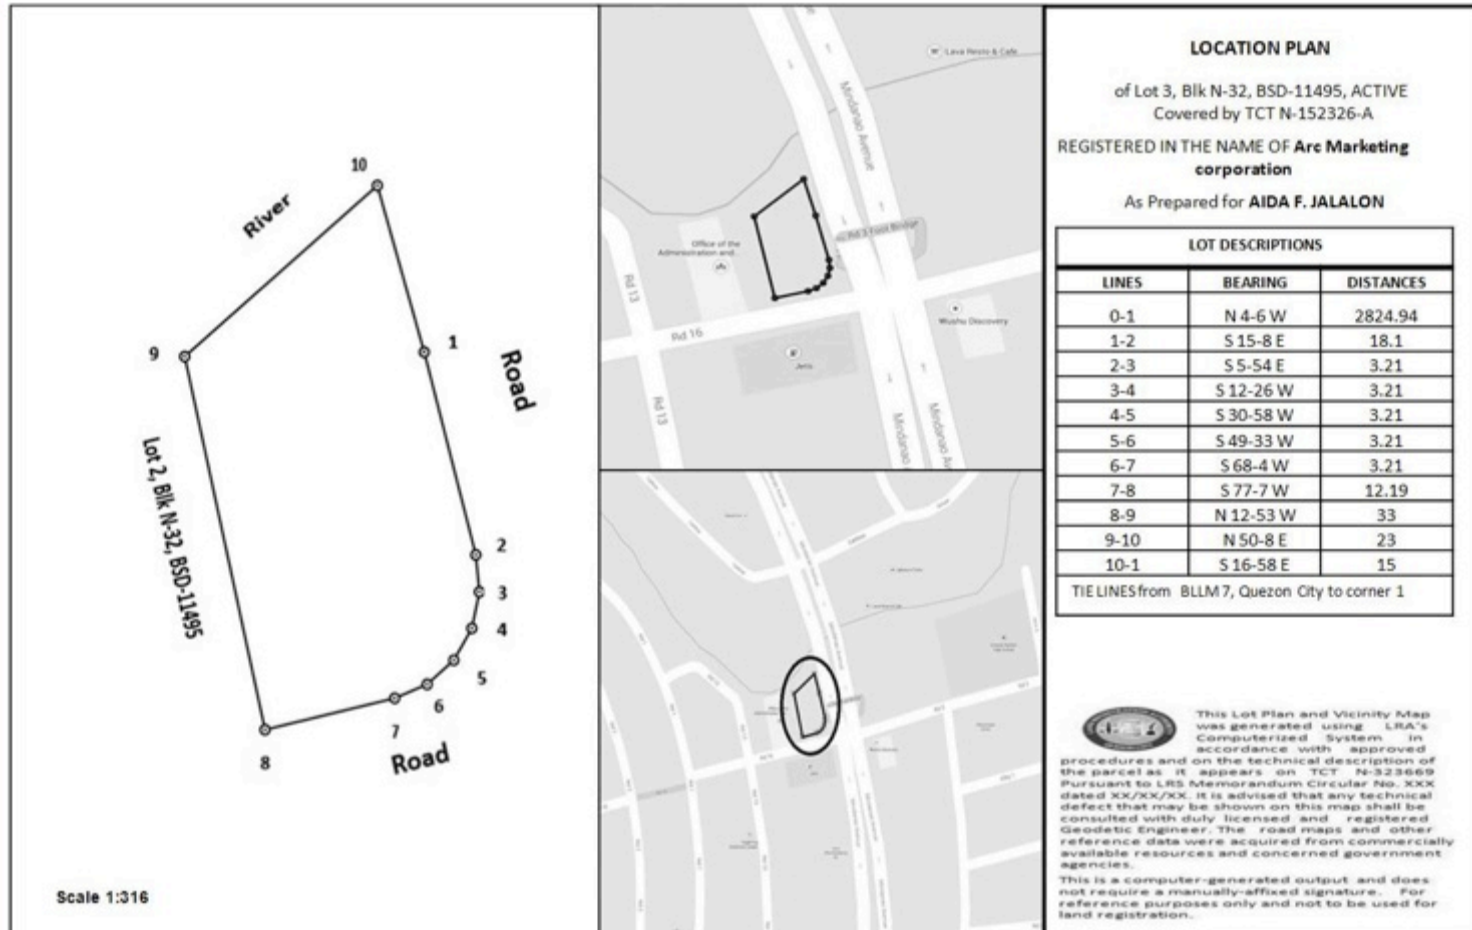 10
River
9
1
Road
Lot 2, Blk N-32, BSD-11495
2
3
4
5
6
7
8
Road
Scale 1:316
Lava Resto & Cafe
Mindanao Avenue
Rd 3 Foot Bridge
Office of the
Administration and...
Rd 13
Rd 16
Wushu Discovery
Rd 13
Mindanao
Mindanao Av
LOCATION PLAN
of Lot 3, Blk N-32, BSD-11495, ACTIVE
Covered by TCT N-152326-A
REGISTERED IN THE NAME OF Arc Marketing
corporation
As Prepared for AIDA F. JALALON
LOT DESCRIPTIONS
LINES BEARING DISTANCES
0-1 N 4-6 W 2824.94
1-2 S 15-8 E 18.1
2-3 S 5-54 E 3.21
3-4 S 12-26 W 3.21
4-5 S 30-58 W 3.21
5-6 S 49-33 W 3.21
6-7 S 68-4 W 3.21
7-8 S 77-7 W 12.19
8-9 N 12-53 W 33
9-10 N 50-8 E 23
10-1 S 16-58 E 15
TIE LINES from BLLM 7, Quezon City to corner 1
This Lot Plan and Vicinity Map
was generated using LRA's
Computerized System in
accordance with approved
procedures and on the technical description of
the parcel as it appears on TCT N-323669
Pursuant to LRS Memorandum Circular No. XXX
dated XX/XX/XX. It is advised that any technical
defect that may be shown on this map shall be
consulted with duly licensed and registered
Geodetic Engineer. The road maps and other
reference data were acquired from commercially
available resources and concerned government
agencies.
This is a computer-generated output and does
not require a manually-affixed signature. For
reference purposes only and not to be used for
land registration.